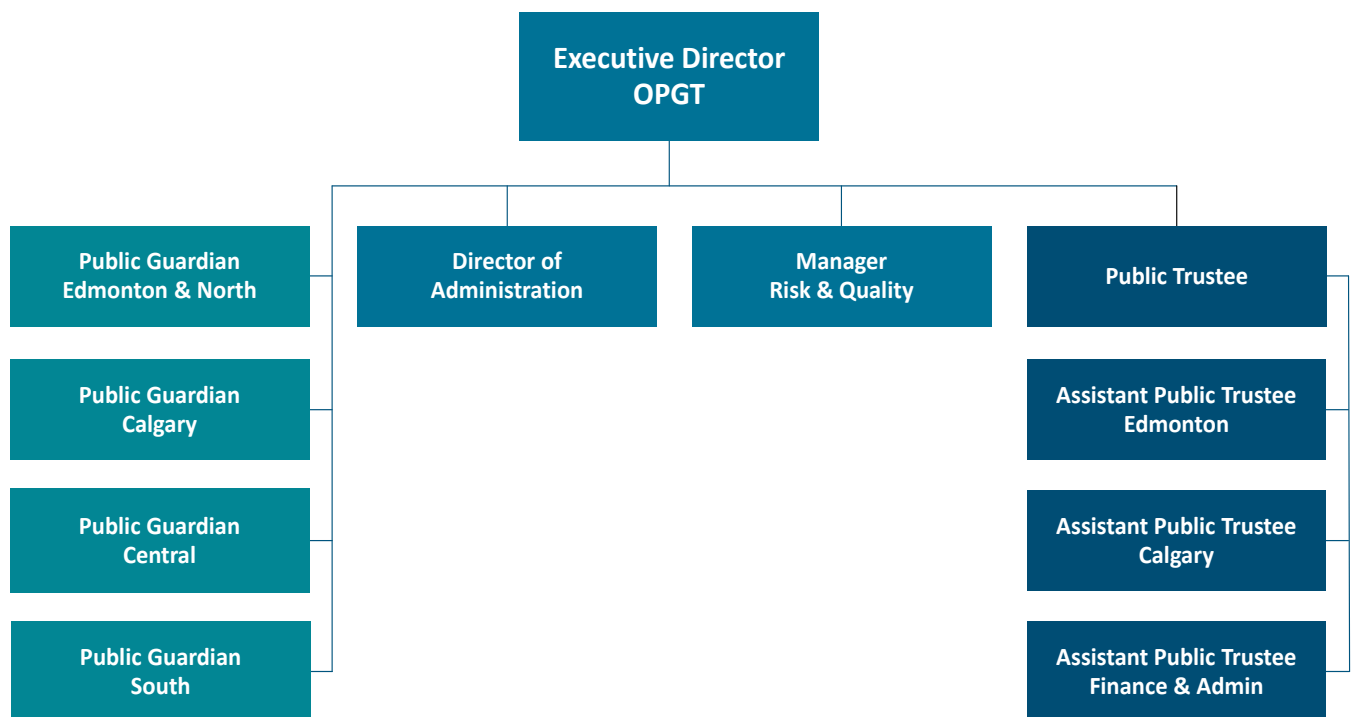 Executive Director
OPGT
Public Guardian
Edmonton & North
Director of
Administration
Manager
Risk & Quality
Public Trustee
Public Guardian
Calgary
Assistant Public Trustee
Edmonton
Public Guardian
Central
Assistant Public Trustee
Calgary
Public Guardian
South
Assistant Public Trustee
Finance & Admin